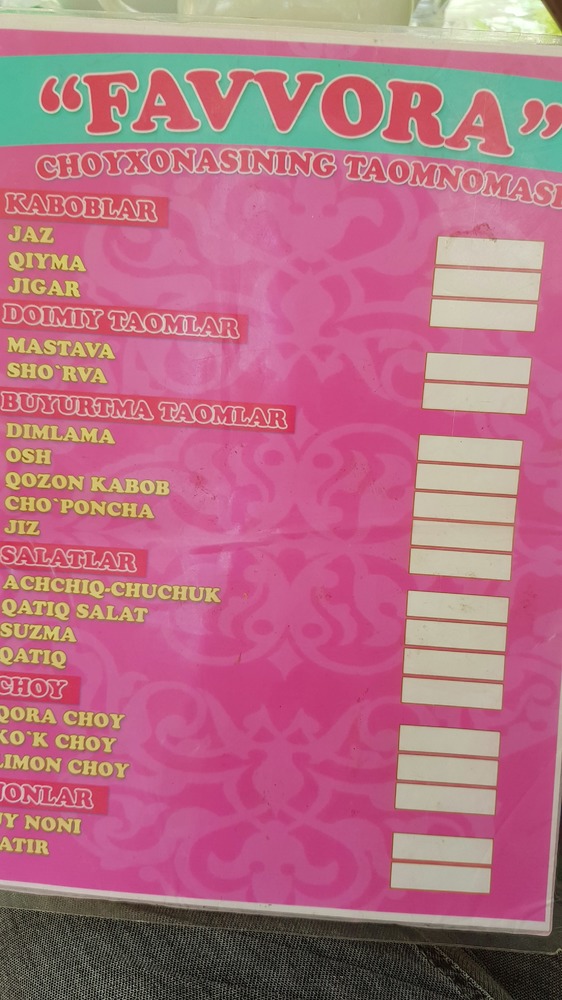 “FAVVORA”
CHOYXONASINING TAOMNOMASI
KABOBLAR
JAZ
QIYMA
JIGAR
DOIMIY TAOMLAR
MASTAVA
SHO`RVA
BUYURTMA TAOMLAR
DIMLAMA
OSH
QOZON KABOB
CHO`PONCHA
JIZ
SALATLAR
ACHCHIQ-CHUCHUK
QATIQ SALAT
SUZMA
QATIQ
CHOY
QORA CHOY
KO`K CHOY
LIMON CHOY
NONLAR
UY NONI
PATIR